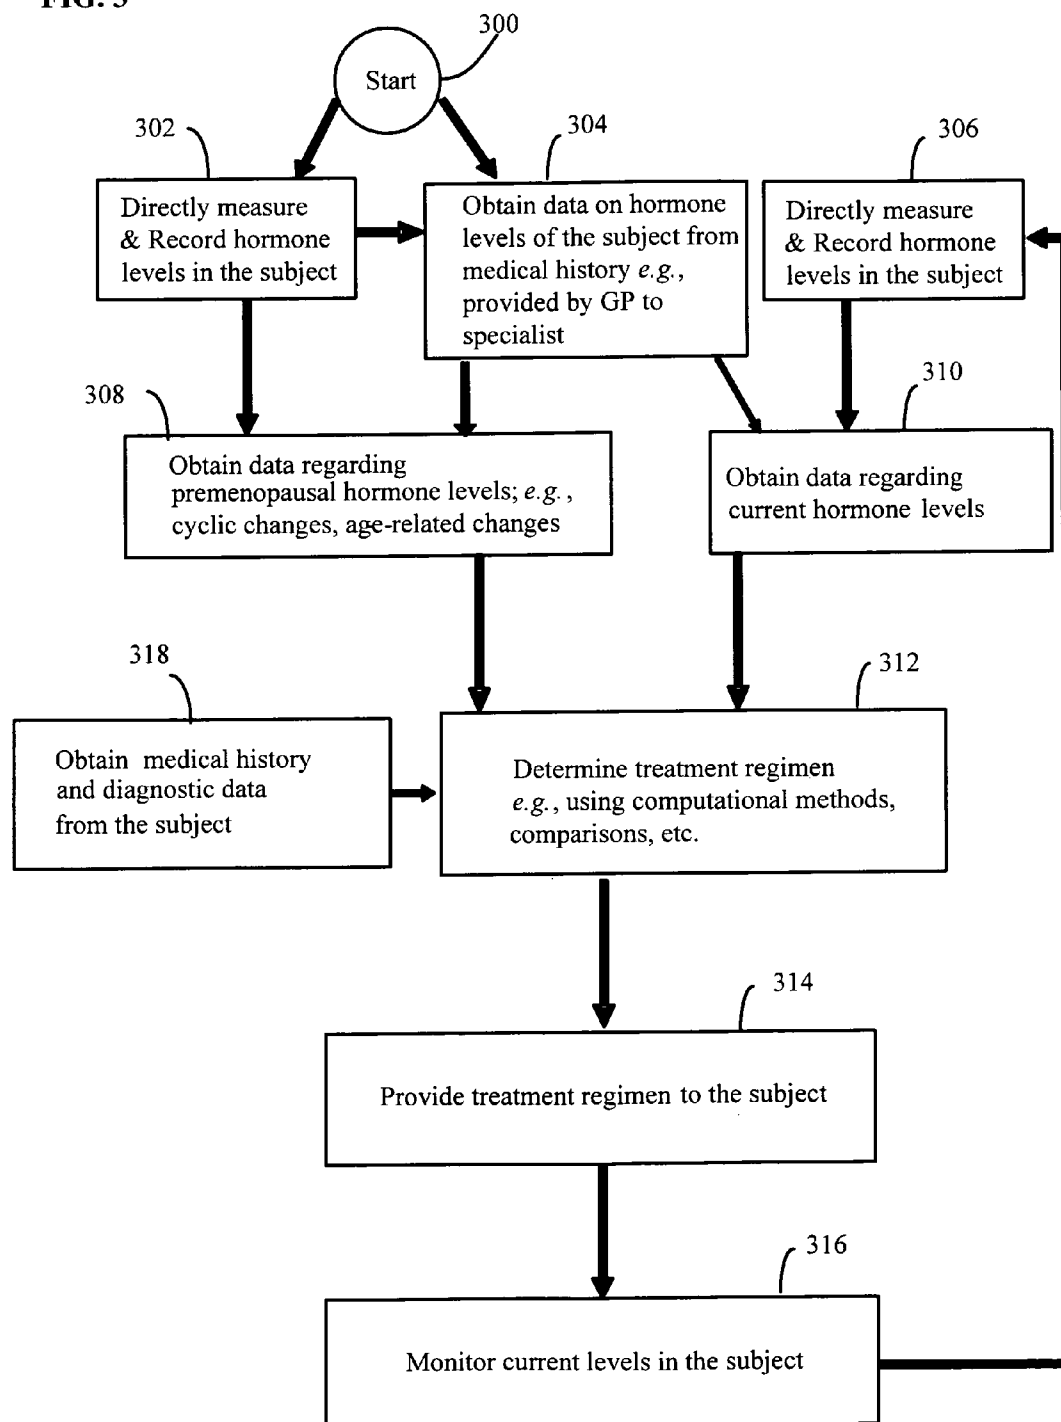 300
Start
302
304
306
Directly measure
& Record hormone
levels in the subject
Obtain data on hormone
levels of the subject from
medical history e.g.,
provided by GP to
specialist
Directly measure
& Record hormone
levels in the subject
308
310
Obtain data regarding
premenopausal hormone levels; e.g.,
cyclic changes, age-related changes
Obtain data regarding
current hormone levels
318
312
Obtain medical history
and diagnostic data
from the subject
Determine treatment regimen
e.g., using computational methods,
comparisons, etc.
314
Provide treatment regimen to the subject
316
Monitor current levels in the subject